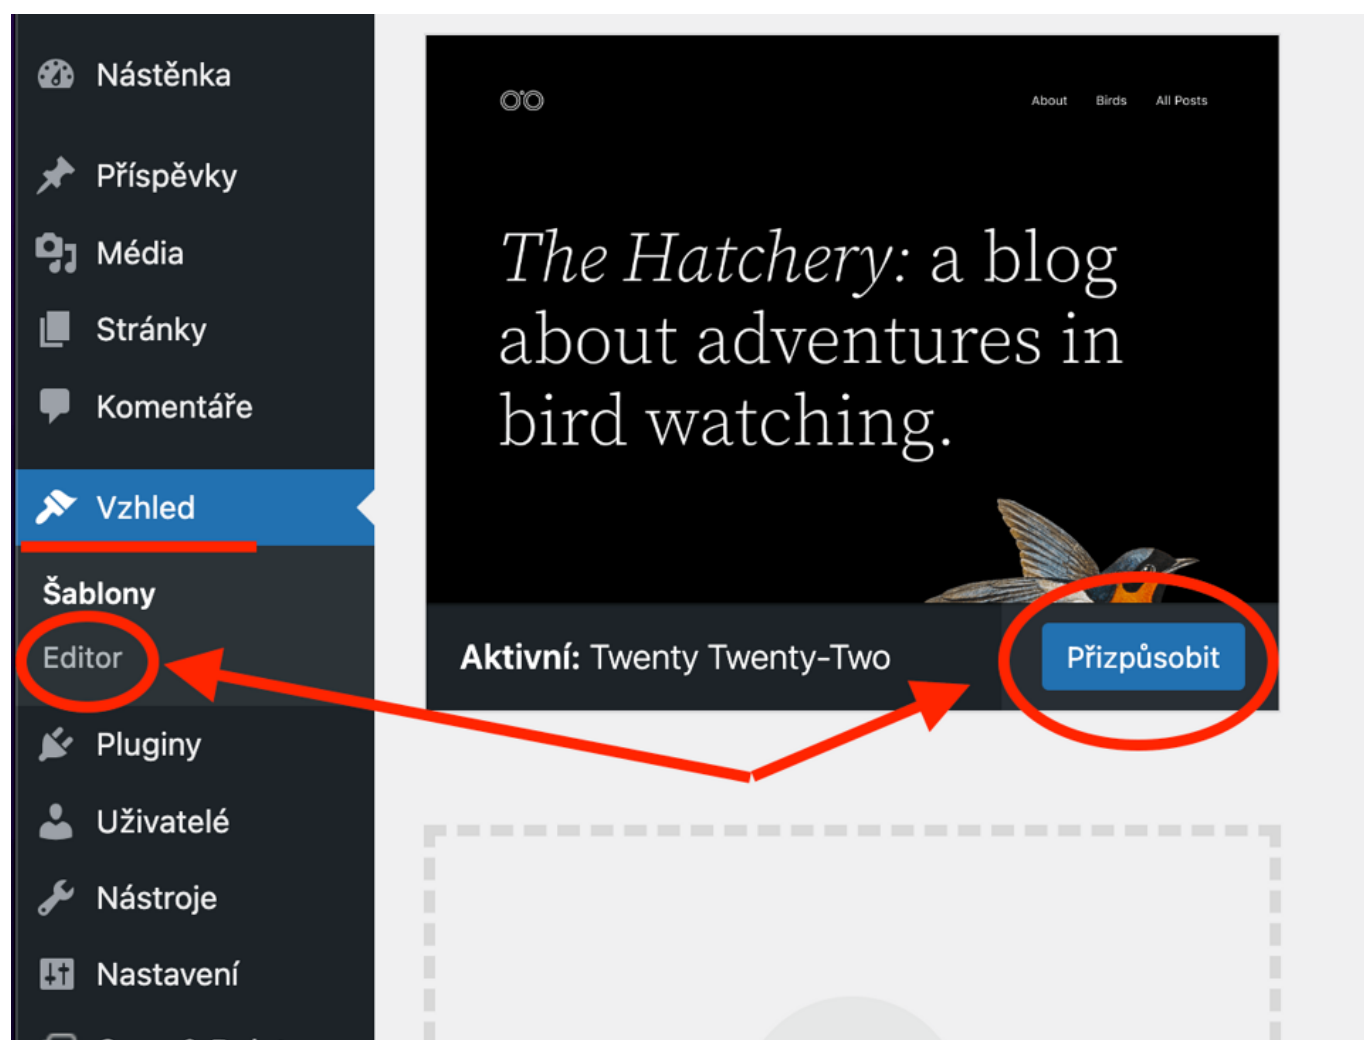 Nástěnka
Příspěvky
Média
Stránky
Komentáře
Vzhled
Šablony
Editor
Pluginy
Uživatelé
Nástroje
Nastavení
About Birds All Posts
The Hatchery: a blog
about adventures in
bird watching.
Aktivní: Twenty Twenty-Two
Přizpůsobit